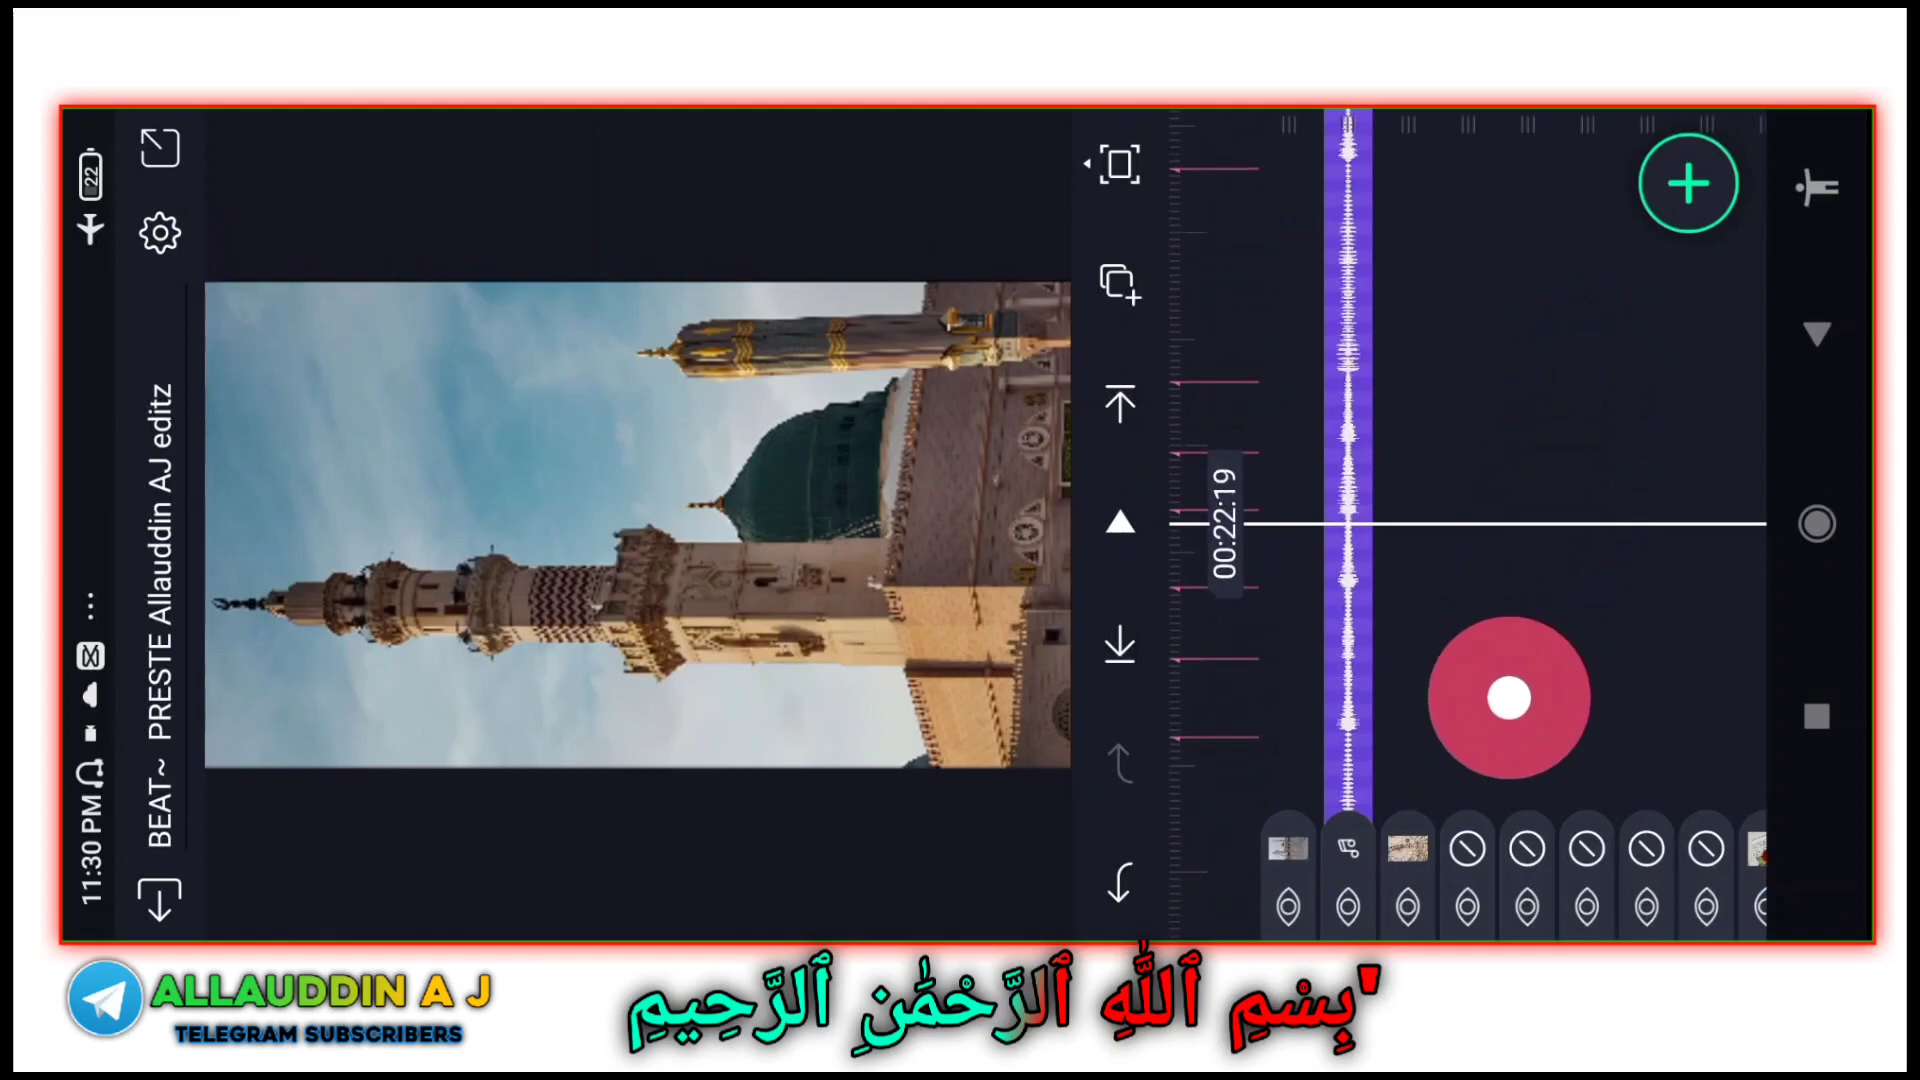 11:30 PM
22
BEAT~ PRESTE Allauddin AJ editz
00:22:19
ALLAUDDIN A J
TELEGRAM SUBSCRIBERS
'بِسْمِ ٱللَّٰهِ ٱلرَّحْمَٰنِ ٱلرَّحِيمِ